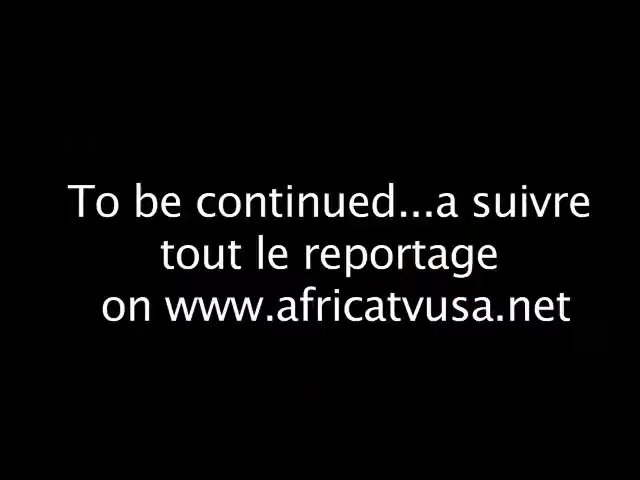 To be continued...a suivre
tout le reportage
on www.africatvusa.net